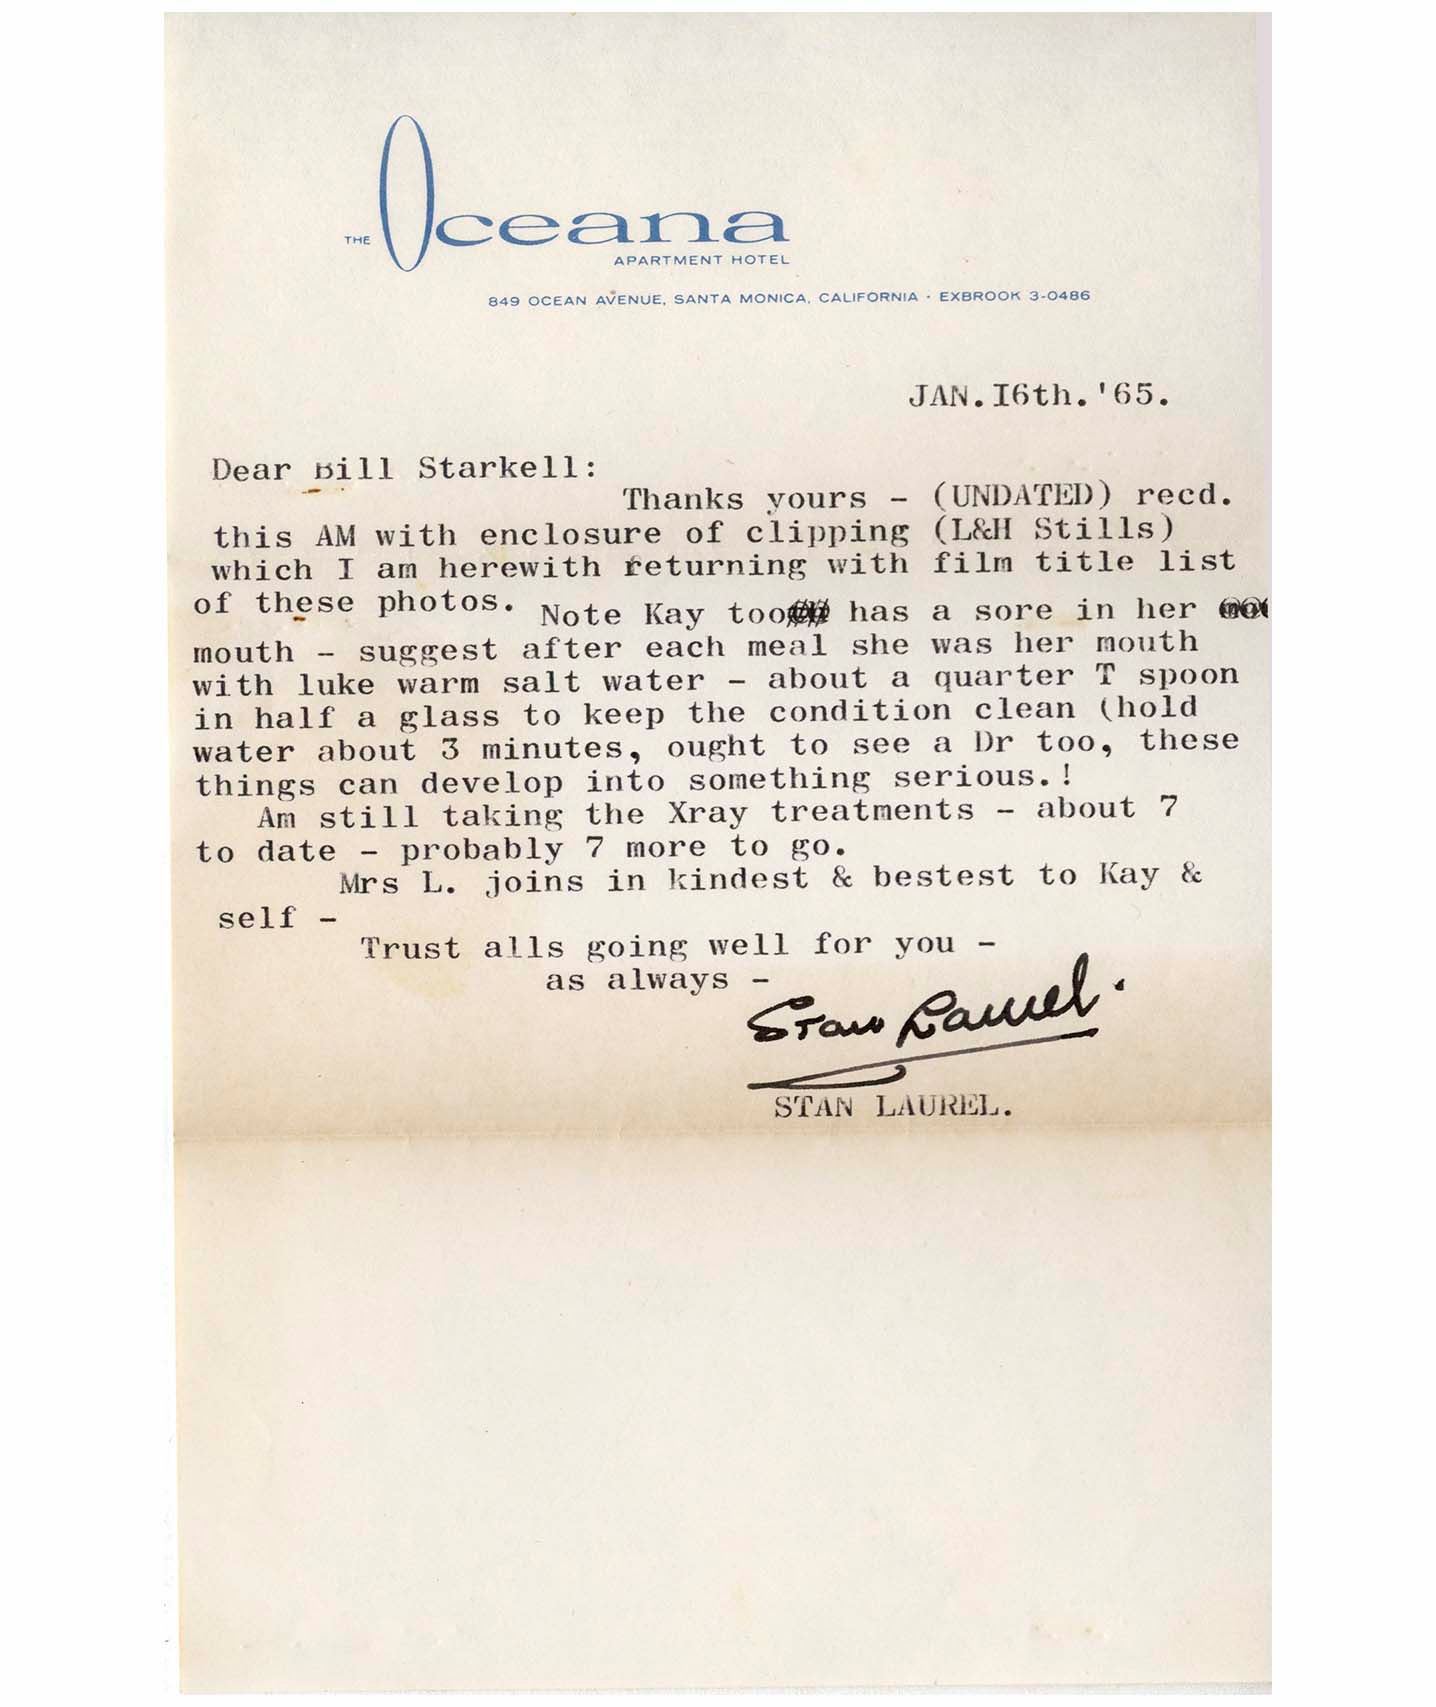 THE Oceana
APARTMENT HOTEL
849 OCEAN AVENUE, SANTA MONICA, CALIFORNIA · EXBROOK 3-0486
JAN.I6th.'65.
Dear Bill Starkell:
Thanks yours - (UNDATED) recd.
this AM with enclosure of clipping (L&H Stills)
which I am herewith returning with film title list
of these photos. Note Kay too has a sore in her
mouth - suggest after each meal she was her mouth
with luke warm salt water - about a quarter T spoon
in half a glass to keep the condition clean (hold
water about 3 minutes, ought to see a Dr too, these
things can develop into something serious.!
Am still taking the Xray treatments - about 7
to date - probably 7 more to go.
Mrs L. joins in kindest & bestest to Kay &
self -
Trust alls going well for you -
as always -
Stan Laurel.
STAN LAUREL.